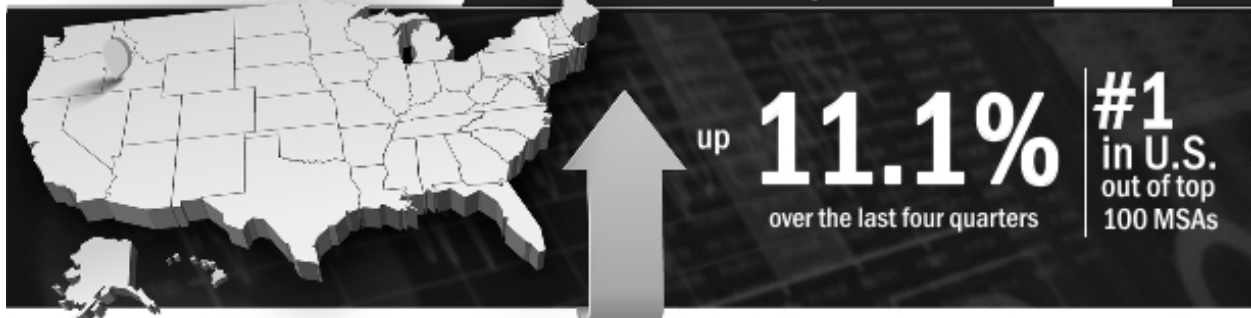 up
11.1%
over the last four quarters
#1
in U.S.
out of top
100 MSAs